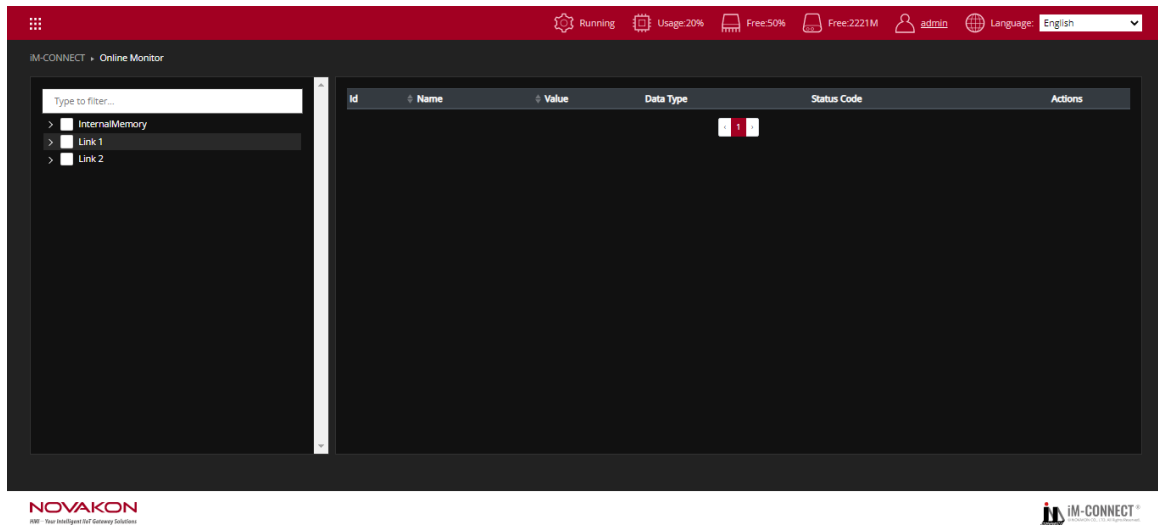 Running Usage:20% Free:50% Free:2221M admin Language: English
iM-CONNECT ▸ Online Monitor
Type to filter...
InternalMemory
Link 1
Link 2
Id Name Value Data Type Status Code Actions
‹ 1 ›
NOVAKON
HMI - Your Intelligent IIoT Gateway Solutions
iM iM-CONNECT®